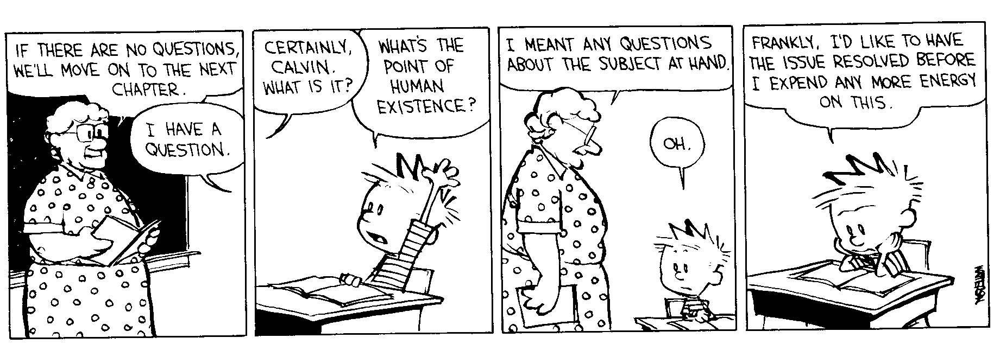 IF THERE ARE NO QUESTIONS,
WE'LL MOVE ON TO THE NEXT
CHAPTER.
I HAVE A
QUESTION.
CERTAINLY,
CALVIN.
WHAT IS IT?
WHAT'S THE
POINT OF
HUMAN
EXISTENCE?
I MEANT ANY QUESTIONS
ABOUT THE SUBJECT AT HAND.
OH.
FRANKLY, I'D LIKE TO HAVE
THE ISSUE RESOLVED BEFORE
I EXPEND ANY MORE ENERGY
ON THIS.
WATTERSON